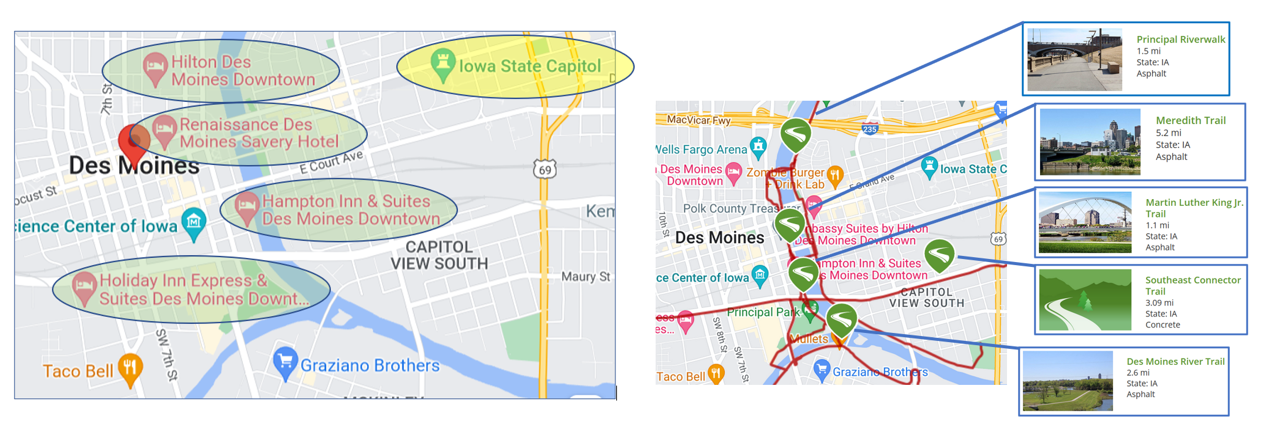 Hilton Des
Moines Downtown
Iowa State Capitol
7th St
Renaissance Des
Moines Savery Hotel
Des Moines
E Court Ave
ocust St
69
Hampton Inn & Suites
Des Moines Downtown
cience Center of Iowa
Kem
CAPITOL
VIEW SOUTH
Holiday Inn Express &
Suites Des Moines Downt...
Maury St
SW 7th St
Taco Bell
Graziano Brothers
MacVicar Fwy
235
Wells Fargo Arena
Des Moines
Downtown
Zombie Burger
+ Drink Lab
Iowa State C
E Grand Ave
Polk County Treasurer
10th St
Des Moines
bassy Suites by Hilton
Des Moines Downtown
69
ce Center of Iowa
Hampton Inn & Suites
s Moines Downtown
CAPITOL
VIEW SOUTH
Principal Park
ess
es...
SW 8th St
SW 7th St
Mullets
Taco Bell
Graziano Brothers
Principal Riverwalk
1.5 mi
State: IA
Asphalt
Meredith Trail
5.2 mi
State: IA
Asphalt
Martin Luther King Jr.
Trail
1.1 mi
State: IA
Asphalt
Southeast Connector
Trail
3.09 mi
State: IA
Concrete
Des Moines River Trail
2.6 mi
State: IA
Asphalt